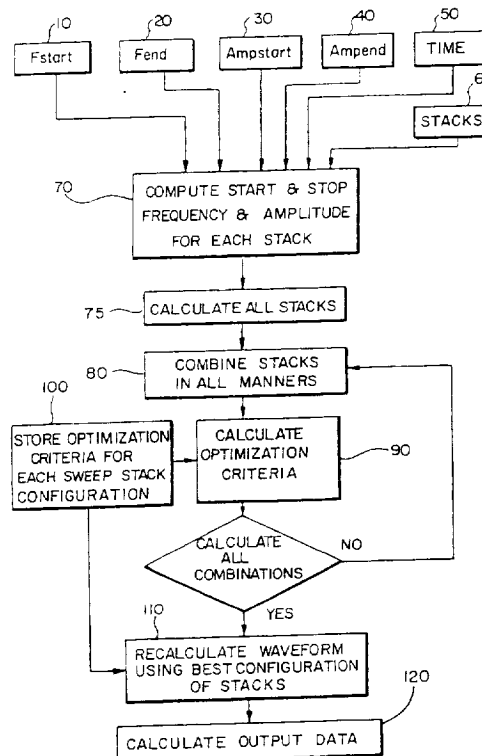 10
20
30
40
50
Fstart
Fend
Ampstart
Ampend
TIME
6
STACKS
70
COMPUTE START & STOP
FREQUENCY & AMPLITUDE
FOR EACH STACK
75
CALCULATE ALL STACKS
80
COMBINE STACKS
IN ALL MANNERS
100
STORE OPTIMIZATION
CRITERIA FOR
EACH SWEEP STACK
CONFIGURATION
CALCULATE
OPTIMIZATION
CRITERIA
90
CALCULATE
ALL
COMBINATIONS
NO
YES
110
RECALCULATE WAVEFORM
USING BEST CONFIGURATION
OF STACKS
120
CALCULATE OUTPUT DATA